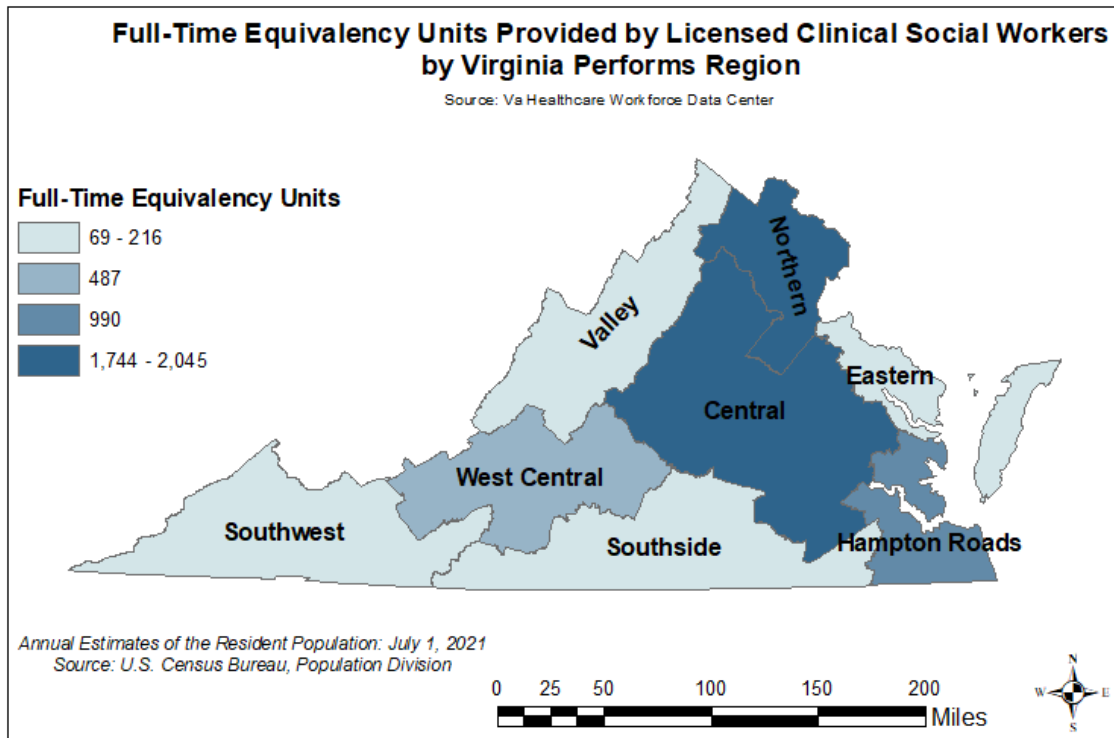 Full-Time Equivalency Units Provided by Licensed Clinical Social Workers
by Virginia Performs Region
Source: Va Healthcare Workforce Data Center
Full-Time Equivalency Units
69 - 216
487
990
1,744 - 2,045
Northern
Valley
Eastern
Central
West Central
Southwest
Southside
Hampton Roads
Annual Estimates of the Resident Population: July 1, 2021
Source: U.S. Census Bureau, Population Division
0 25 50 100 150 200
Miles
N
W E
S